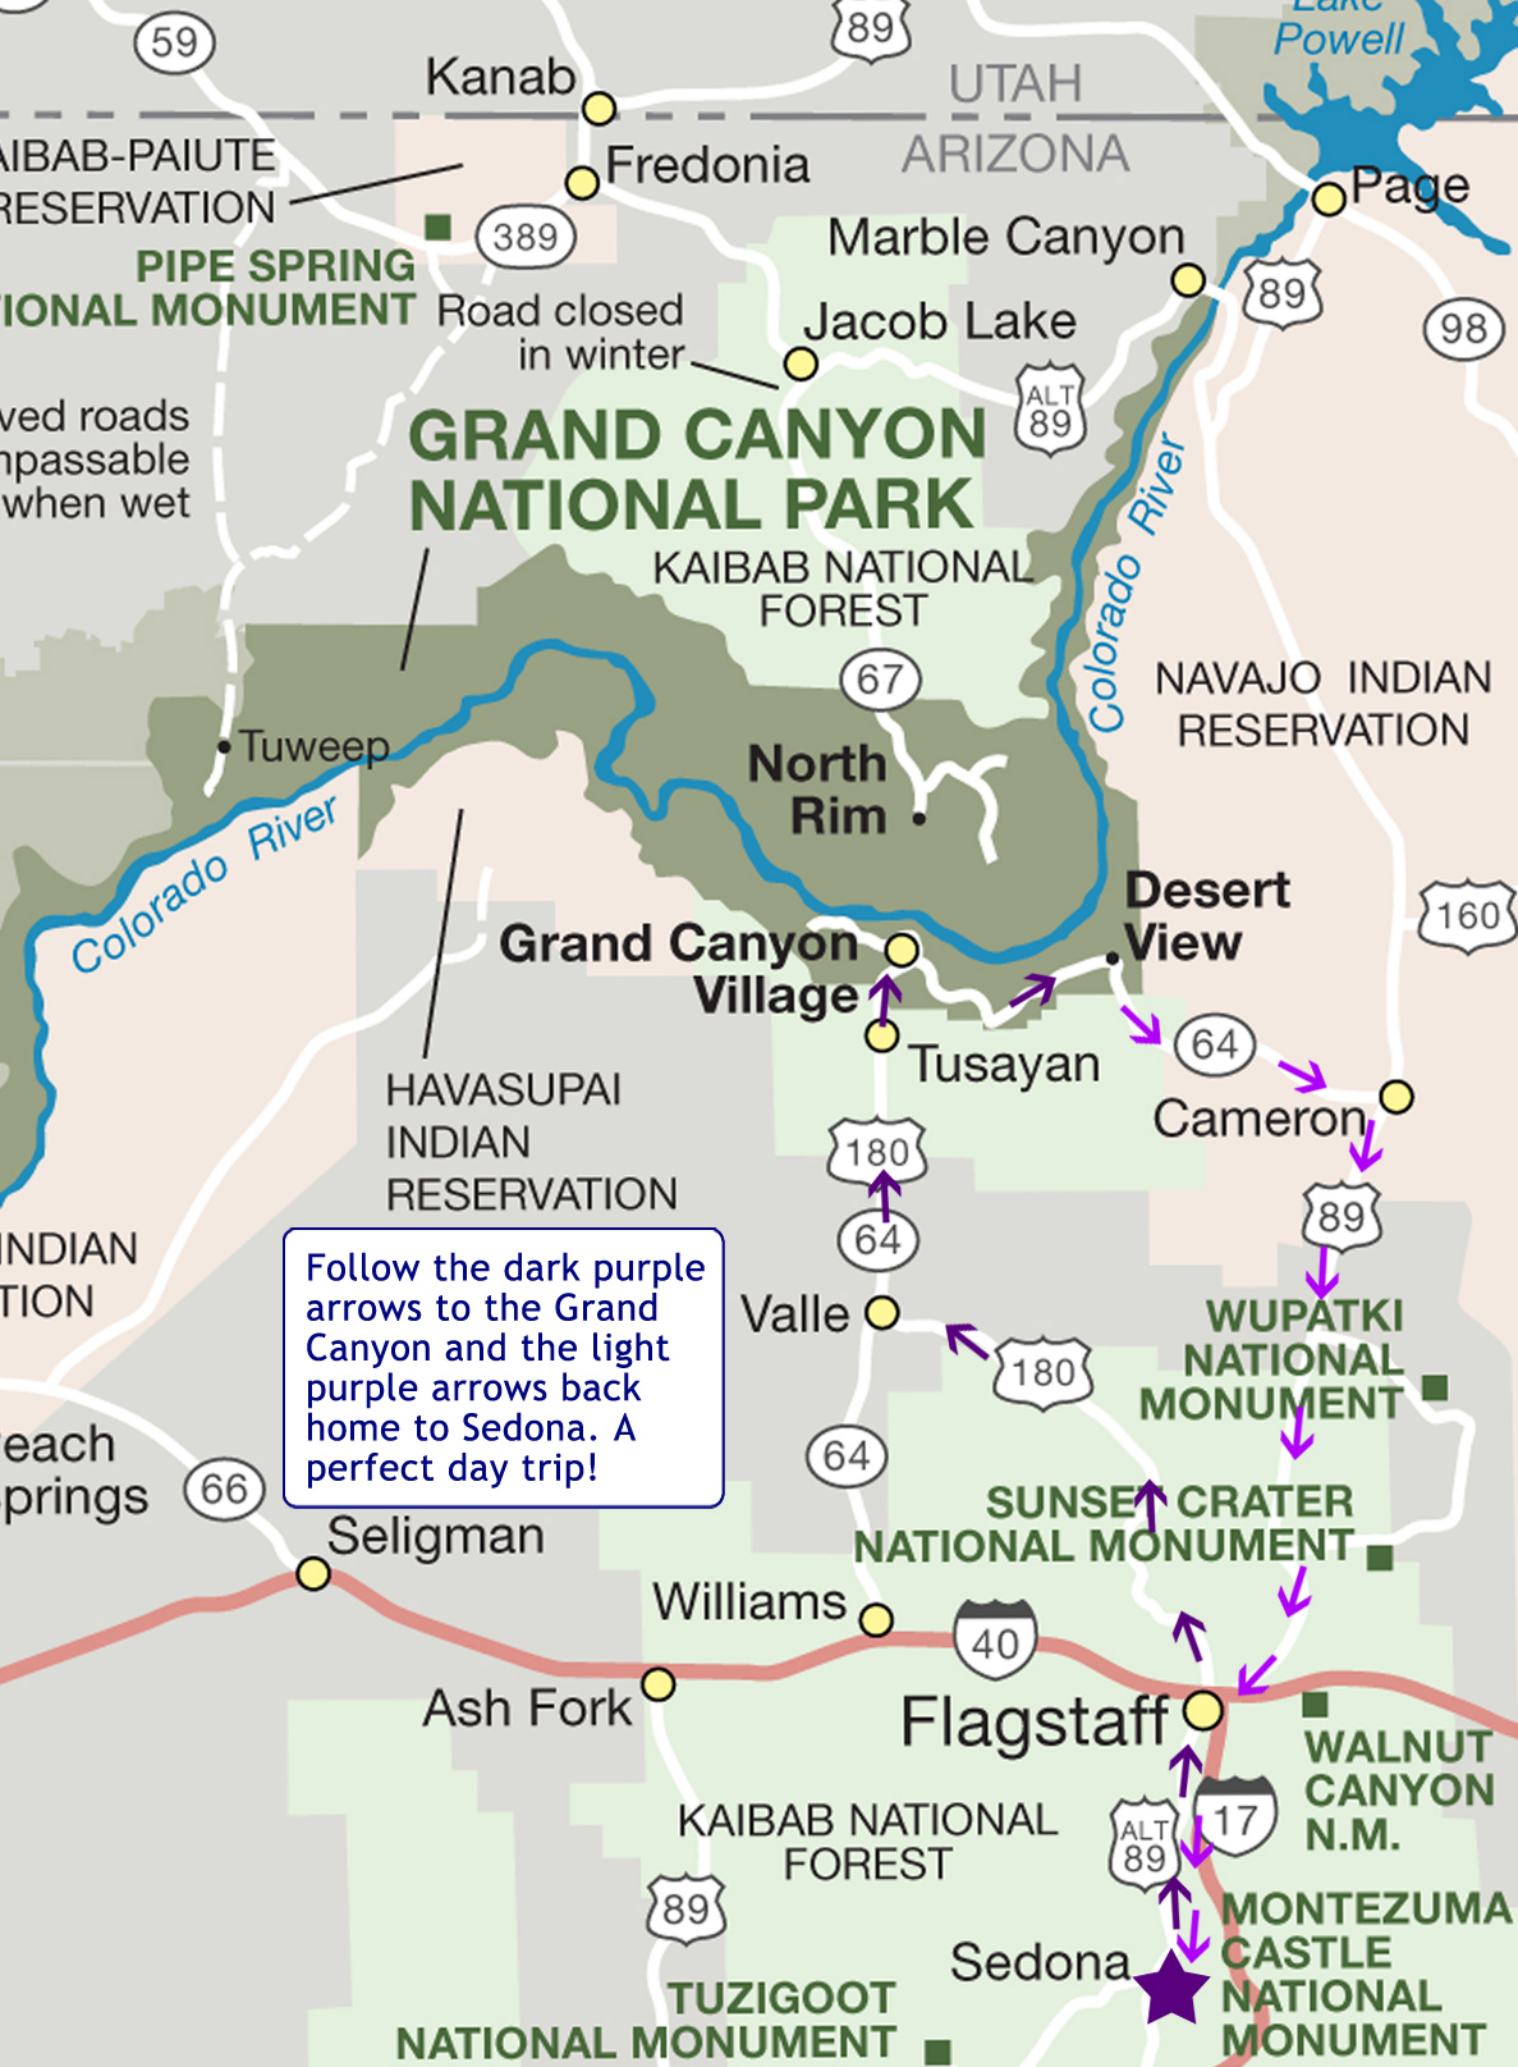 59
89
Lake
Powell
Kanab
UTAH
ARIZONA
AIBAB-PAIUTE
RESERVATION
Fredonia
Page
389
Marble Canyon
PIPE SPRING
TIONAL MONUMENT
89
98
Road closed
in winter
Jacob Lake
ALT
89
ved roads
mpassable
when wet
GRAND CANYON
NATIONAL PARK
Colorado River
KAIBAB NATIONAL
FOREST
67
NAVAJO INDIAN
RESERVATION
Tuweep
North
Rim
Colorado River
Desert
View
160
Grand Canyon
Village
64
Tusayan
Cameron
HAVASUPAI
INDIAN
RESERVATION
180
89
64
INDIAN
TION
Follow the dark purple
arrows to the Grand
Canyon and the light
purple arrows back
home to Sedona. A
perfect day trip!
Valle
WUPATKI
NATIONAL
MONUMENT
180
each
Springs
64
66
SUNSET CRATER
NATIONAL MONUMENT
Seligman
Williams
40
Ash Fork
Flagstaff
WALNUT
CANYON
N.M.
KAIBAB NATIONAL
FOREST
ALT
89
17
89
MONTEZUMA
CASTLE
NATIONAL
MONUMENT
Sedona
TUZIGOOT
NATIONAL MONUMENT